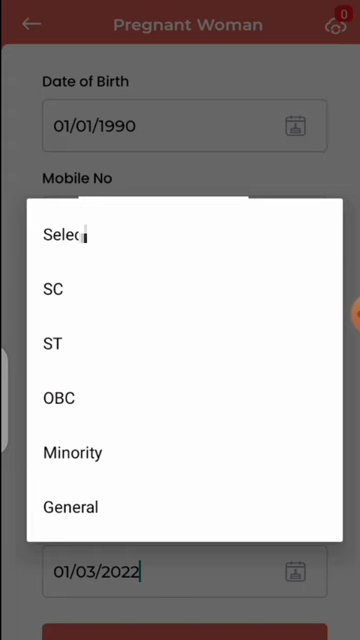 Pregnant Woman
0
Date of Birth
01/01/1990
Mobile No
SC
ST
OBC
Minority
General
01/03/2022